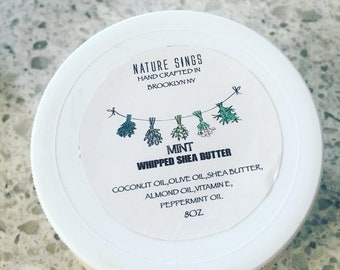 NATURE SINGS
HAND CRAFTED IN
BROOKLYN NY
MINT
WHIPPED SHEA BUTTER
COCONUT OIL,OLIVE OIL,SHEA BUTTER,
ALMOND OIL,VITAMIN E,
PEPPERMINT OIL
8OZ